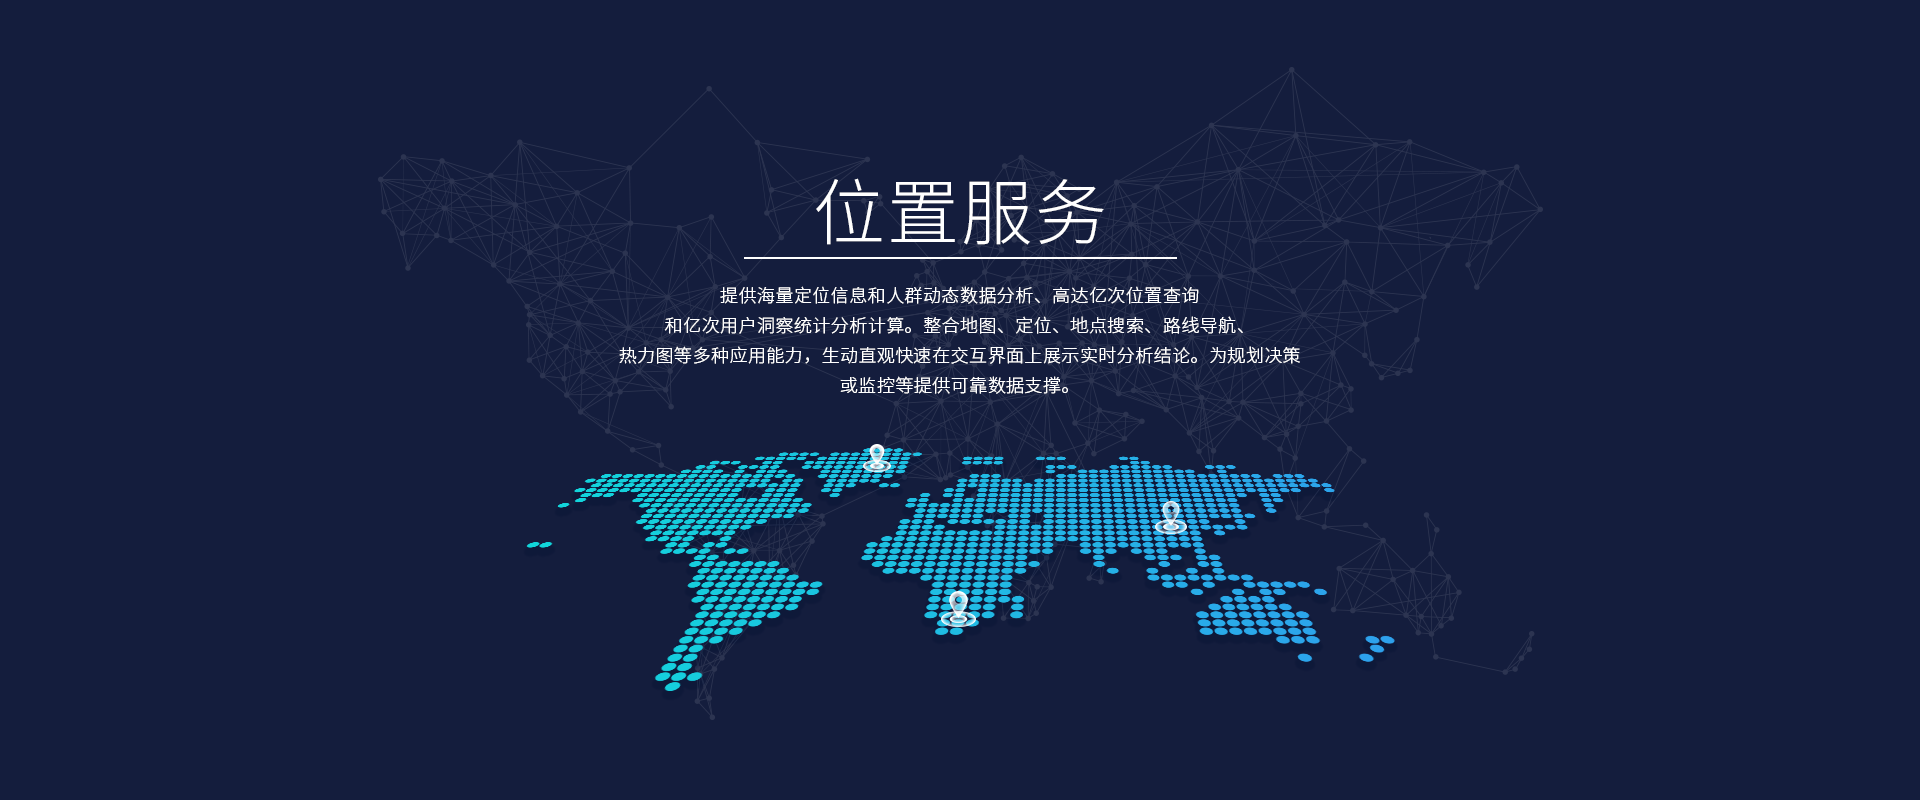 位置服务
提供海量定位信息和人群动态数据分析、高达亿次位置查询
和亿次用户洞察统计分析计算。整合地图、定位、地点搜索、路线导航、
热力图等多种应用能力，生动直观快速在交互界面上展示实时分析结论。为规划决策
或监控等提供可靠数据支撑。